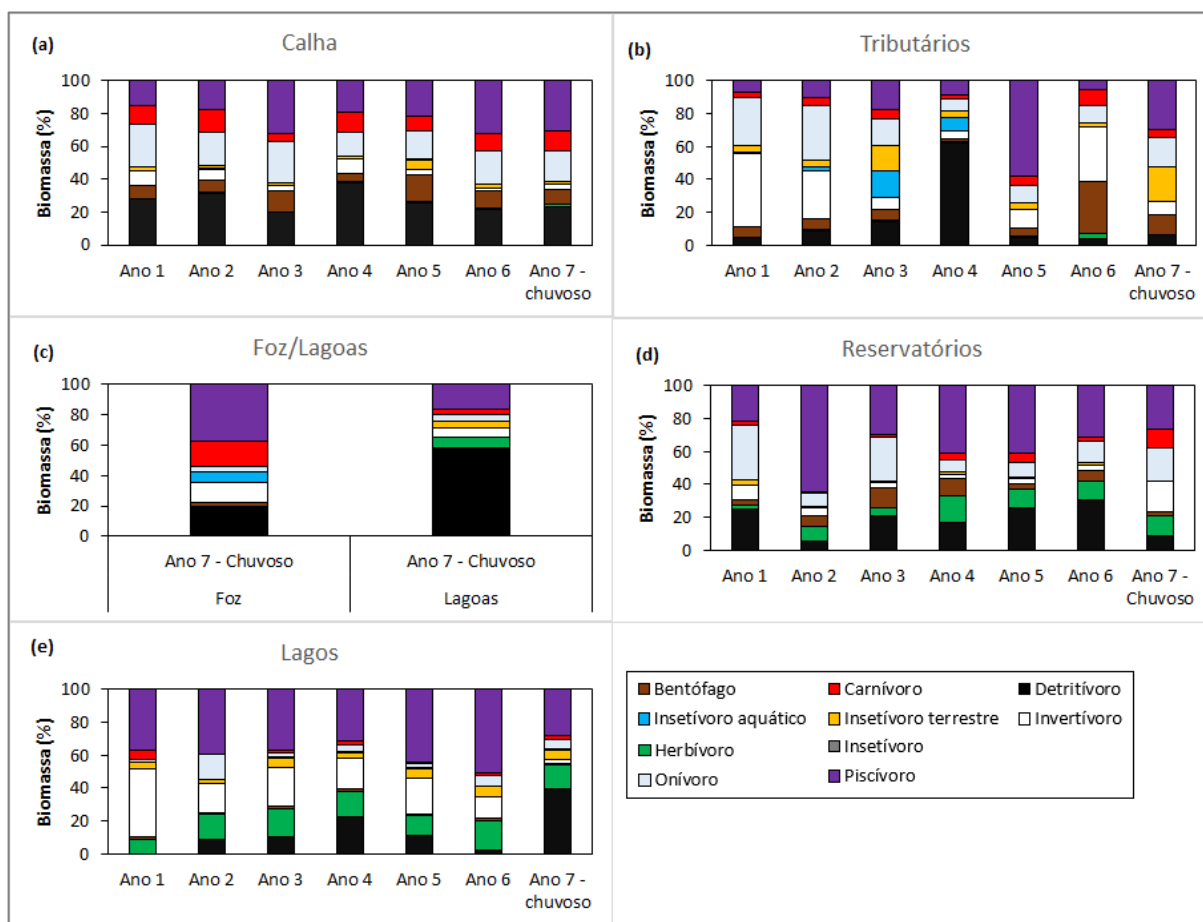 (a)
Calha
Biomassa (%)
100
80
60
40
20
0
Ano 1 Ano 2 Ano 3 Ano 4 Ano 5 Ano 6 Ano 7 -
chuvoso
(b)
Tributários
Biomassa (%)
100
80
60
40
20
0
Ano 1 Ano 2 Ano 3 Ano 4 Ano 5 Ano 6 Ano 7 -
chuvoso
(c)
Foz/Lagoas
Biomassa (%)
100
80
60
40
20
0
Ano 7 - Chuvoso Ano 7 - Chuvoso
Foz Lagoas
(d)
Reservatórios
Biomassa (%)
100
80
60
40
20
0
Ano 1 Ano 2 Ano 3 Ano 4 Ano 5 Ano 6 Ano 7 -
Chuvoso
(e)
Lagos
Biomassa (%)
100
80
60
40
20
0
Ano 1 Ano 2 Ano 3 Ano 4 Ano 5 Ano 6 Ano 7 -
chuvoso
Bentófago Carnívoro Detritívoro
Insetívoro aquático Insetívoro terrestre Invertívoro
Herbívoro Insetívoro
Onívoro Piscívoro